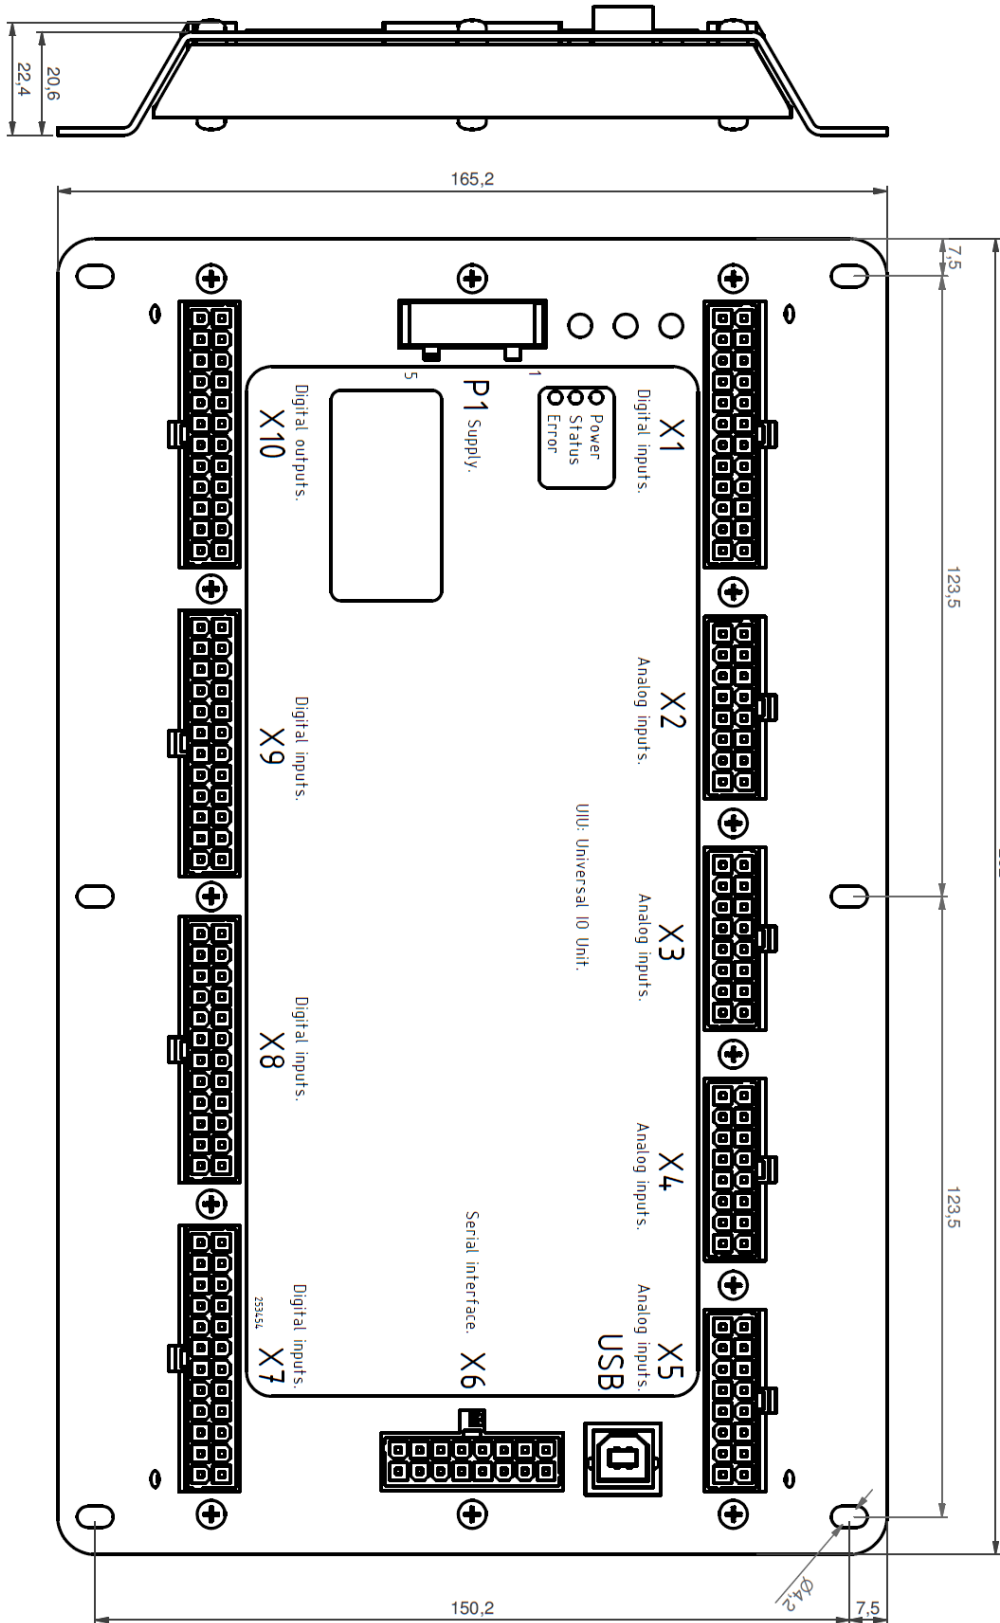 22,4
20,6
165,2
7,5
123,5
123,5
150,2
7,5
Ø4,2
5
1
P1 Supply.
Power
Status
Error
X1
Digital inputs.
X2
Analog inputs.
X3
Analog inputs.
X4
Analog inputs.
X5
Analog inputs.
USB
X6
Serial interface.
X7
Digital inputs.
253454
X8
Digital inputs.
X9
Digital inputs.
X10
Digital outputs.
UIU: Universal IO Unit.